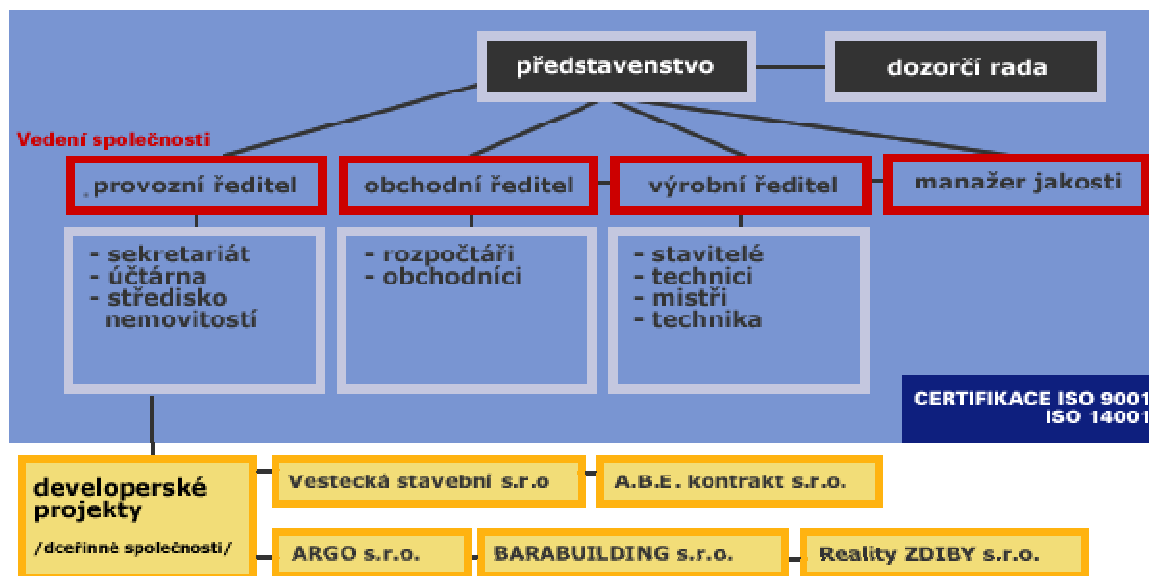 představenstvo
dozorčí rada
Vedení společnosti
provozní ředitel
obchodní ředitel
výrobní ředitel
manažer jakosti
- sekretariát
- účtárna
- středisko
nemovitostí
- rozpočtáři
- obchodníci
- stavitelé
- technici
- mistři
- technika
CERTIFIKACE ISO 9001
ISO 14001
developerské
projekty
/dceřinné společnosti/
Vestecká stavební s.r.o
A.B.E. kontrakt s.r.o.
ARGO s.r.o.
BARABUILDING s.r.o.
Reality ZDIBY s.r.o.